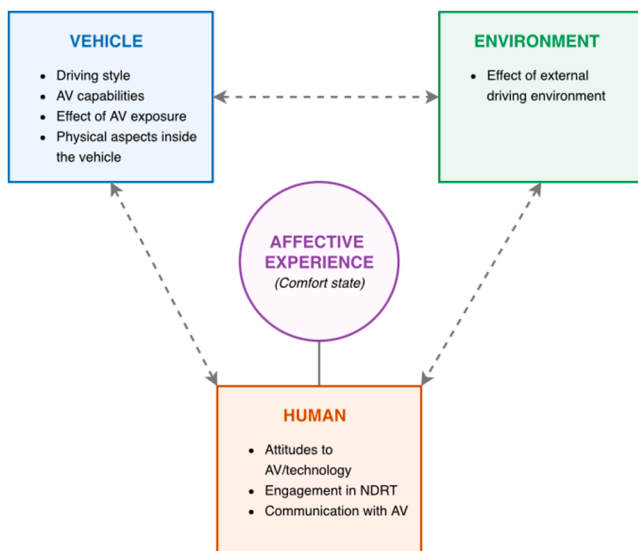 VEHICLE
• Driving style
• AV capabilities
• Effect of AV exposure
• Physical aspects inside
the vehicle
ENVIRONMENT
• Effect of external
driving environment
AFFECTIVE
EXPERIENCE
(Comfort state)
HUMAN
• Attitudes to
AV/technology
• Engagement in NDRT
• Communication with AV